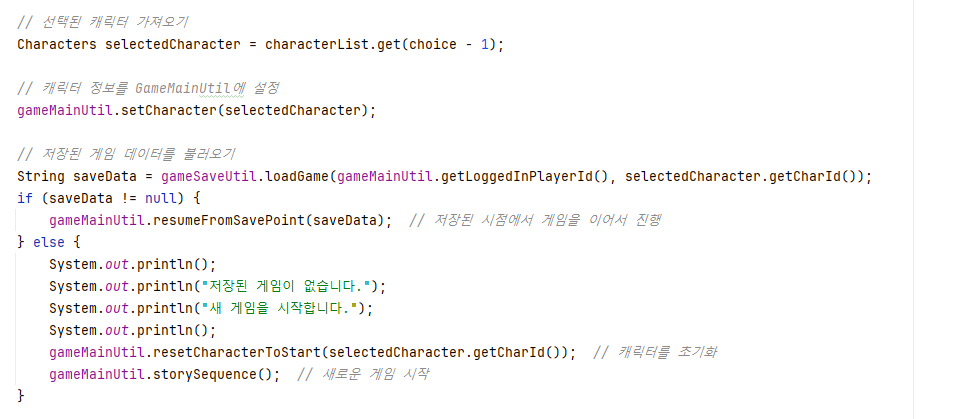 // 선택된 캐릭터 가져오기
Characters selectedCharacter = characterList.get(choice - 1);
// 캐릭터 정보를 GameMainUtil에 설정
gameMainUtil.setCharacter(selectedCharacter);
// 저장된 게임 데이터를 불러오기
String saveData = gameSaveUtil.loadGame(gameMainUtil.getLoggedInPlayerId(), selectedCharacter.getCharId());
if (saveData != null) {
    gameMainUtil.resumeFromSavePoint(saveData);  // 저장된 시점에서 게임을 이어서 진행
} else {
    System.out.println();
    System.out.println("저장된 게임이 없습니다.");
    System.out.println("새 게임을 시작합니다.");
    System.out.println();
    gameMainUtil.resetCharacterToStart(selectedCharacter.getCharId());  // 캐릭터를 초기화
    gameMainUtil.storySequence();  // 새로운 게임 시작
}